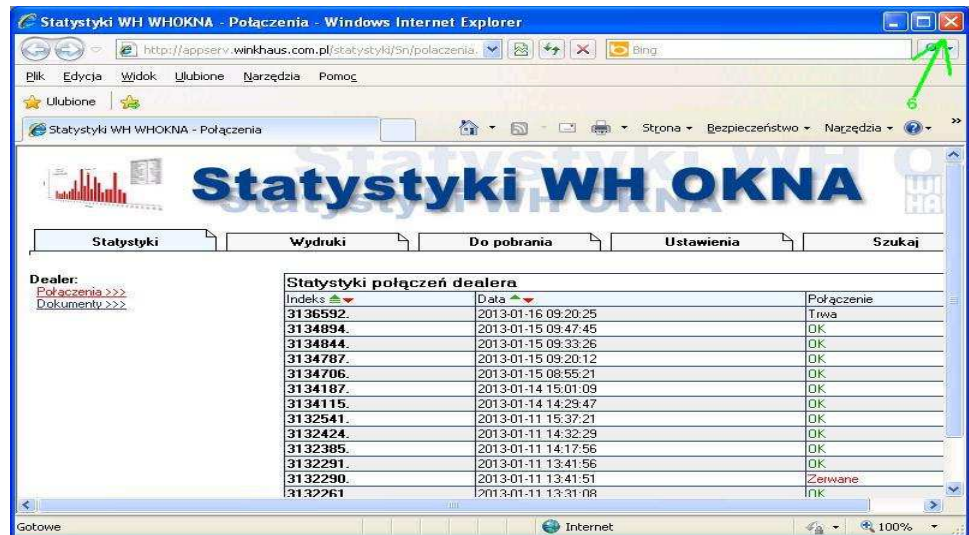 Statystyki WH WHOKNA - Połączenia - Windows Internet Explorer
http://appserv.winkhaus.com.pl/statystyki/5n/polaczenia. Bing
Plik Edycja Widok Ulubione Narzędzia Pomoc
6
Ulubione
Statystyki WH WHOKNA - Połączenia Strona Bezpieczeństwo Narzędzia »
Statystyki WH OKNA
Statystyki Wydruki Do pobrania Ustawienia Szukaj
Dealer:
Połączenia >>>
Dokumenty >>>
Statystyki połączeń dealera
Indeks Data Połączenie
3136592. 2013-01-16 09:20:25 Trwa
3134894. 2013-01-15 09:47:45 OK
3134844. 2013-01-15 09:33:26 OK
3134787. 2013-01-15 09:20:12 OK
3134706. 2013-01-15 08:55:21 OK
3134187. 2013-01-14 15:01:09 OK
3134115. 2013-01-14 14:29:47 OK
3132541. 2013-01-11 15:37:21 OK
3132424. 2013-01-11 14:32:29 OK
3132385. 2013-01-11 14:17:56 OK
3132291. 2013-01-11 13:41:56 OK
3132290. 2013-01-11 13:41:51 Zerwane
3132261 2013-01-11 13:31:08 OK
Gotowe Internet 100%